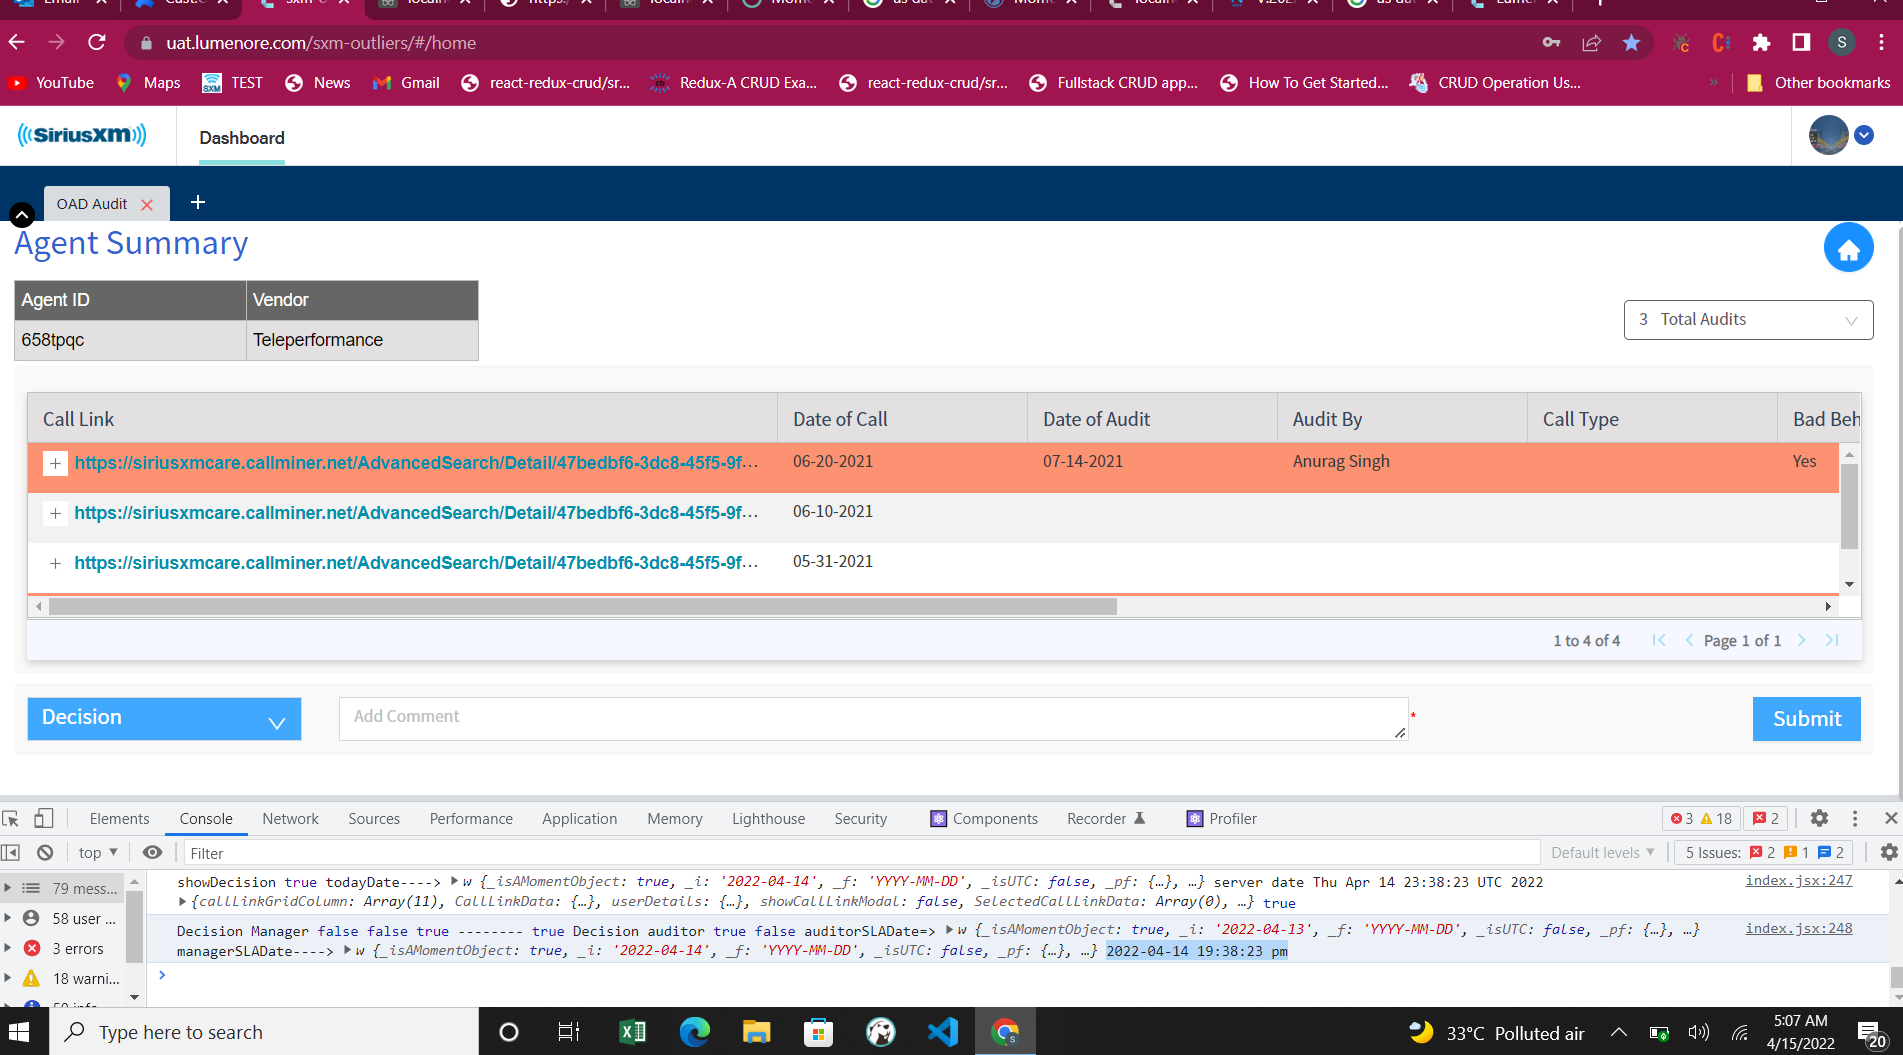 uat.lumenore.com/sxm-outliers/#/home
S
YouTube Maps TEST News Gmail react-redux-crud/sr... Redux-A CRUD Exa... react-redux-crud/sr... Fullstack CRUD app... How To Get Started... CRUD Operation Us... » Other bookmarks
((SiriusXM))
Dashboard
OAD Audit
Agent Summary
Agent ID Vendor
658tpqc Teleperformance
3 Total Audits
Call Link Date of Call Date of Audit Audit By Call Type Bad Beh
https://siriusxmcare.callminer.net/AdvancedSearch/Detail/47bedbf6-3dc8-45f5-9f... 06-20-2021 07-14-2021 Anurag Singh Yes
https://siriusxmcare.callminer.net/AdvancedSearch/Detail/47bedbf6-3dc8-45f5-9f... 06-10-2021
https://siriusxmcare.callminer.net/AdvancedSearch/Detail/47bedbf6-3dc8-45f5-9f... 05-31-2021
1 to 4 of 4 Page 1 of 1
Decision
Add Comment
*
Submit
Elements Console Network Sources Performance Application Memory Lighthouse Security Components Recorder Profiler 3 18 2
top Filter Default levels 5 Issues: 2 1 2
79 mess...
58 user ...
3 errors
18 warni...
showDecision true todayDate----> w {_isAMomentObject: true, _i: '2022-04-14', _f: 'YYYY-MM-DD', _isUTC: false, _pf: {…}, …} server date Thu Apr 14 23:38:23 UTC 2022 index.jsx:247
{callLinkGridColumn: Array(11), CallLinkData: {…}, userDetails: {…}, showCallLinkModal: false, SelectedCallLinkData: Array(0), …} true
Decision Manager false false true -------- true Decision auditor true false auditorSLADate=> w {_isAMomentObject: true, _i: '2022-04-13', _f: 'YYYY-MM-DD', _isUTC: false, _pf: {…}, …} index.jsx:248
managerSLADate----> w {_isAMomentObject: true, _i: '2022-04-14', _f: 'YYYY-MM-DD', _isUTC: false, _pf: {…}, …} 2022-04-14 19:38:23 pm
Type here to search
33°C Polluted air
5:07 AM
4/15/2022
20